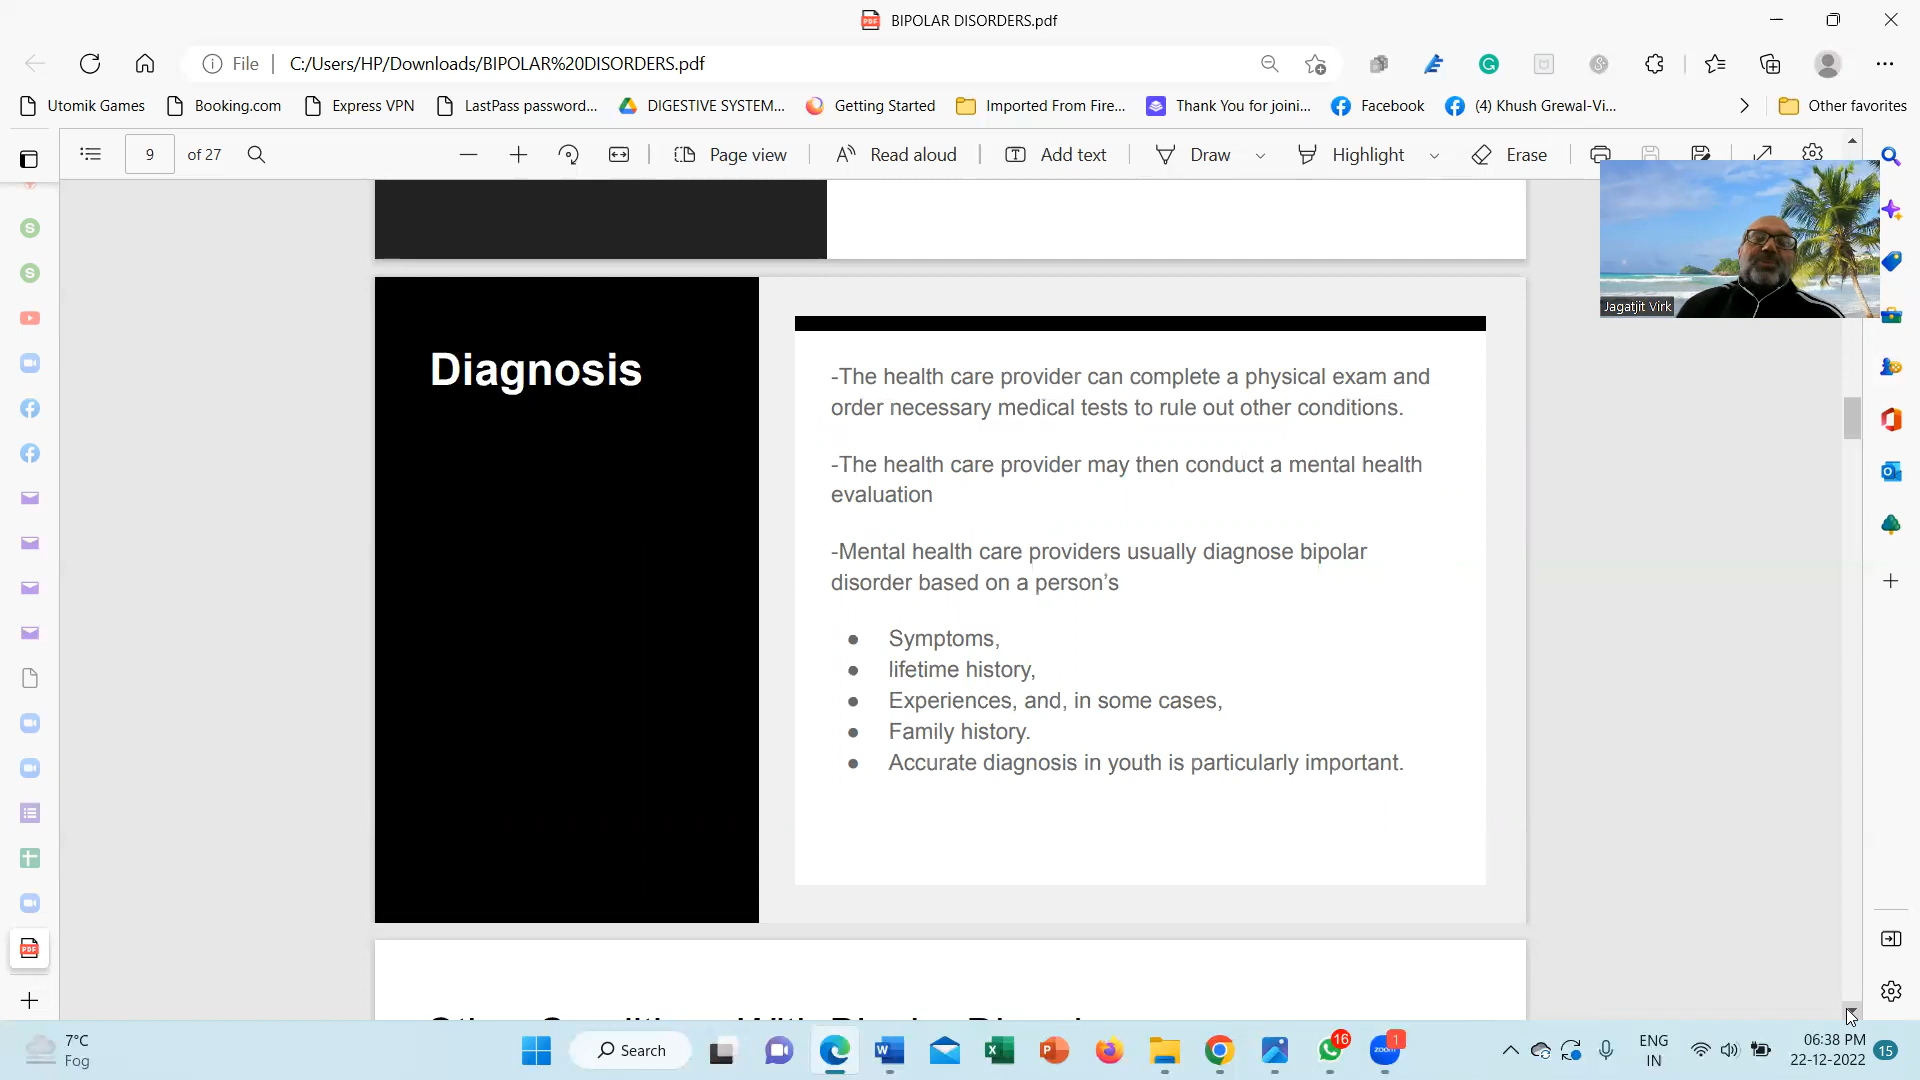 BIPOLAR DISORDERS.pdf
File
C:/Users/HP/Downloads/BIPOLAR%20DISORDERS.pdf
Utomik Games
Booking.com
Express VPN
LastPass password...
DIGESTIVE SYSTEM...
Getting Started
Imported From Fire...
Thank You for joini...
Facebook
(4) Khush Grewal-Vi...
Other favorites
9 of 27
Page view
Read aloud
Add text
Draw
Highlight
Erase
Jagatjit Virk
Diagnosis
-The health care provider can complete a physical exam and
order necessary medical tests to rule out other conditions.
-The health care provider may then conduct a mental health
evaluation
-Mental health care providers usually diagnose bipolar
disorder based on a person’s
● Symptoms,
● lifetime history,
● Experiences, and, in some cases,
● Family history.
● Accurate diagnosis in youth is particularly important.
7°C
Fog
Search
16
zoom
1
ENG
IN
06:38 PM
22-12-2022
15